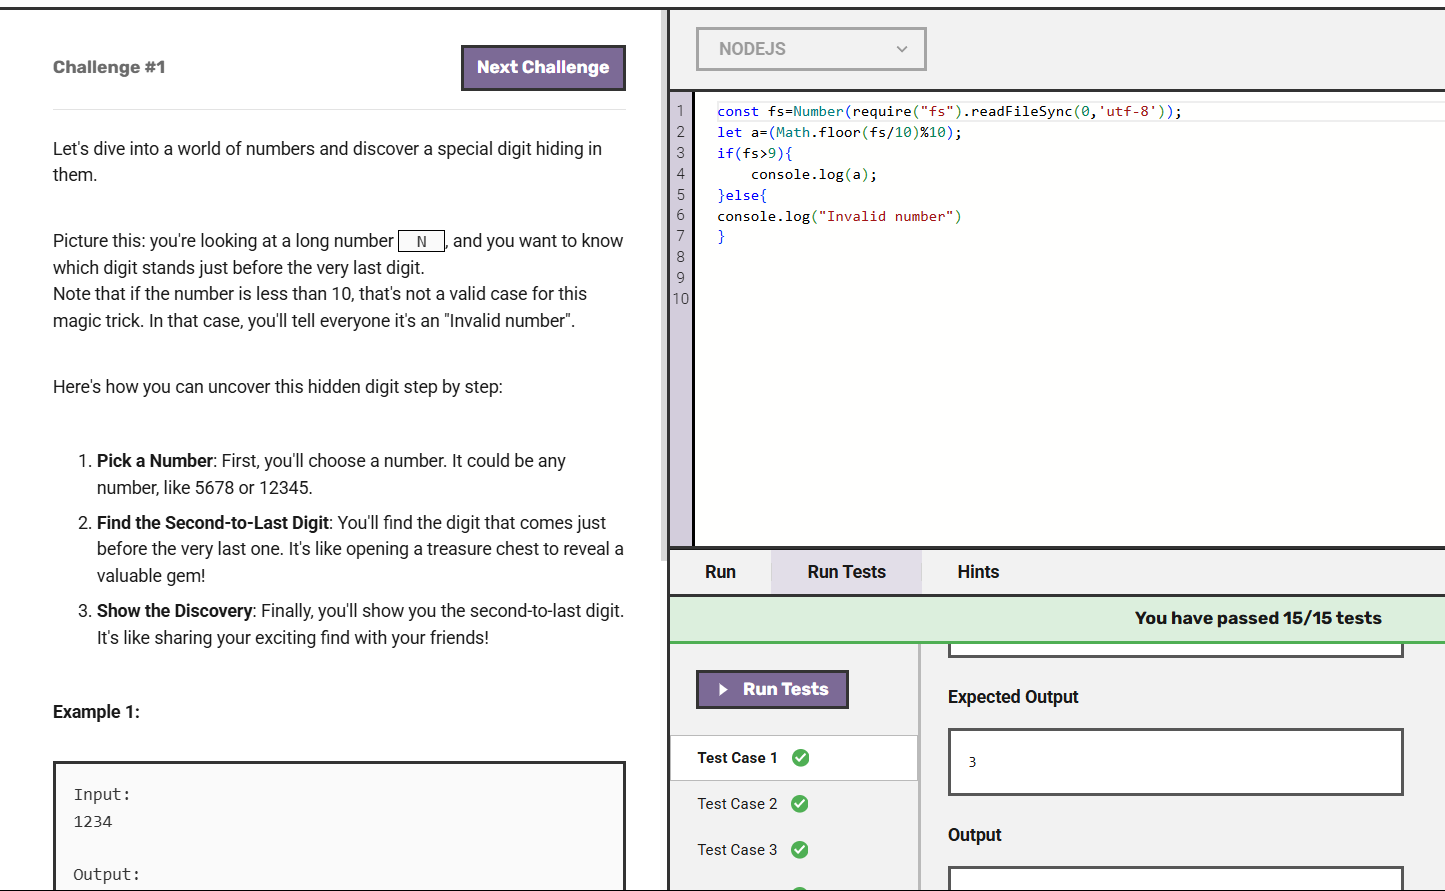 Challenge #1
Next Challenge
Let's dive into a world of numbers and discover a special digit hiding in
them.
Picture this: you're looking at a long number N, and you want to know
which digit stands just before the very last digit.
Note that if the number is less than 10, that's not a valid case for this
magic trick. In that case, you'll tell everyone it's an "Invalid number".
Here's how you can uncover this hidden digit step by step:
1. Pick a Number: First, you'll choose a number. It could be any
number, like 5678 or 12345.
2. Find the Second-to-Last Digit: You'll find the digit that comes just
before the very last one. It's like opening a treasure chest to reveal a
valuable gem!
3. Show the Discovery: Finally, you'll show you the second-to-last digit.
It's like sharing your exciting find with your friends!
Example 1:
Input:
1234
Output:
NODEJS
1 const fs=Number(require("fs").readFileSync(0,'utf-8'));
2 let a=(Math.floor(fs/10)%10);
3 if(fs>9){
4     console.log(a);
5 }else{
6 console.log("Invalid number")
7 }
8
9
10
Run
Run Tests
Hints
You have passed 15/15 tests
Run Tests
Test Case 1
Test Case 2
Test Case 3
Expected Output
3
Output